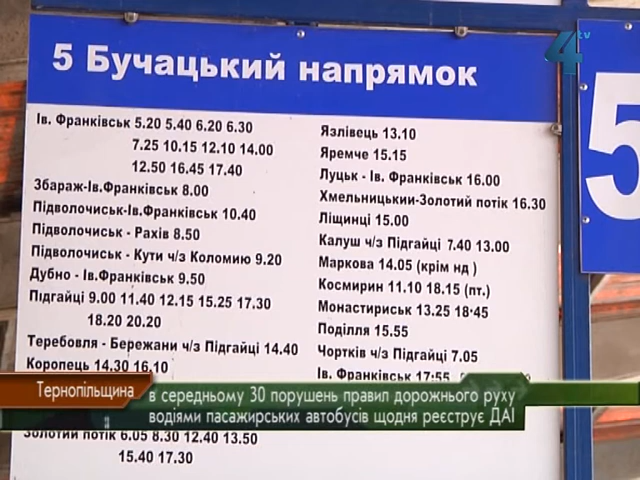 5 Бучацький напрямок
4 tv
5
Ів. Франківськ 5.20 5.40 6.20 6.30
7.25 10.15 12.10 14.00
12.50 16.45 17.40
Збараж-Ів.Франківськ 8.00
Підволочиськ-Ів.Франківськ 10.40
Підволочиськ - Рахів 8.50
Підволочиськ - Кути ч/з Коломию 9.20
Дубно - Ів.Франківськ 9.50
Підгайці 9.00 11.40 12.15 15.25 17.30
18.20 20.20
Теребовля - Бережани ч/з Підгайці 14.40
Коропець 14.30 16.10
Золотий потік 6.05 8.30 12.40 13.50
15.40 17.30
Язлівець 13.10
Яремче 15.15
Луцьк - Ів. Франківськ 16.00
Хмельницькии-Золотий потік 16.30
Ліщинці 15.00
Калуш ч/з Підгайці 7.40 13.00
Маркова 14.05 (крім нд )
Космирин 11.10 18.15 (пт.)
Монастириськ 13.25 18·45
Поділля 15.55
Чортків ч/з Підгайці 7.05
Ів. Франківськ 17:55
Тернопільщина
в середньому 30 порушень правил дорожнього руху
водіями пасажирських автобусів щодня реєструє ДАІ